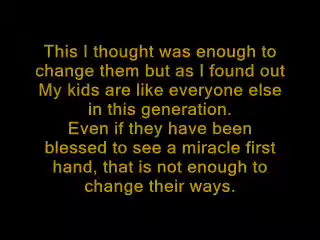 This I thought was enough to
change them but as I found out
My kids are like everyone else
in this generation.
Even if they have been
blessed to see a miracle first
hand, that is not enough to
change their ways.